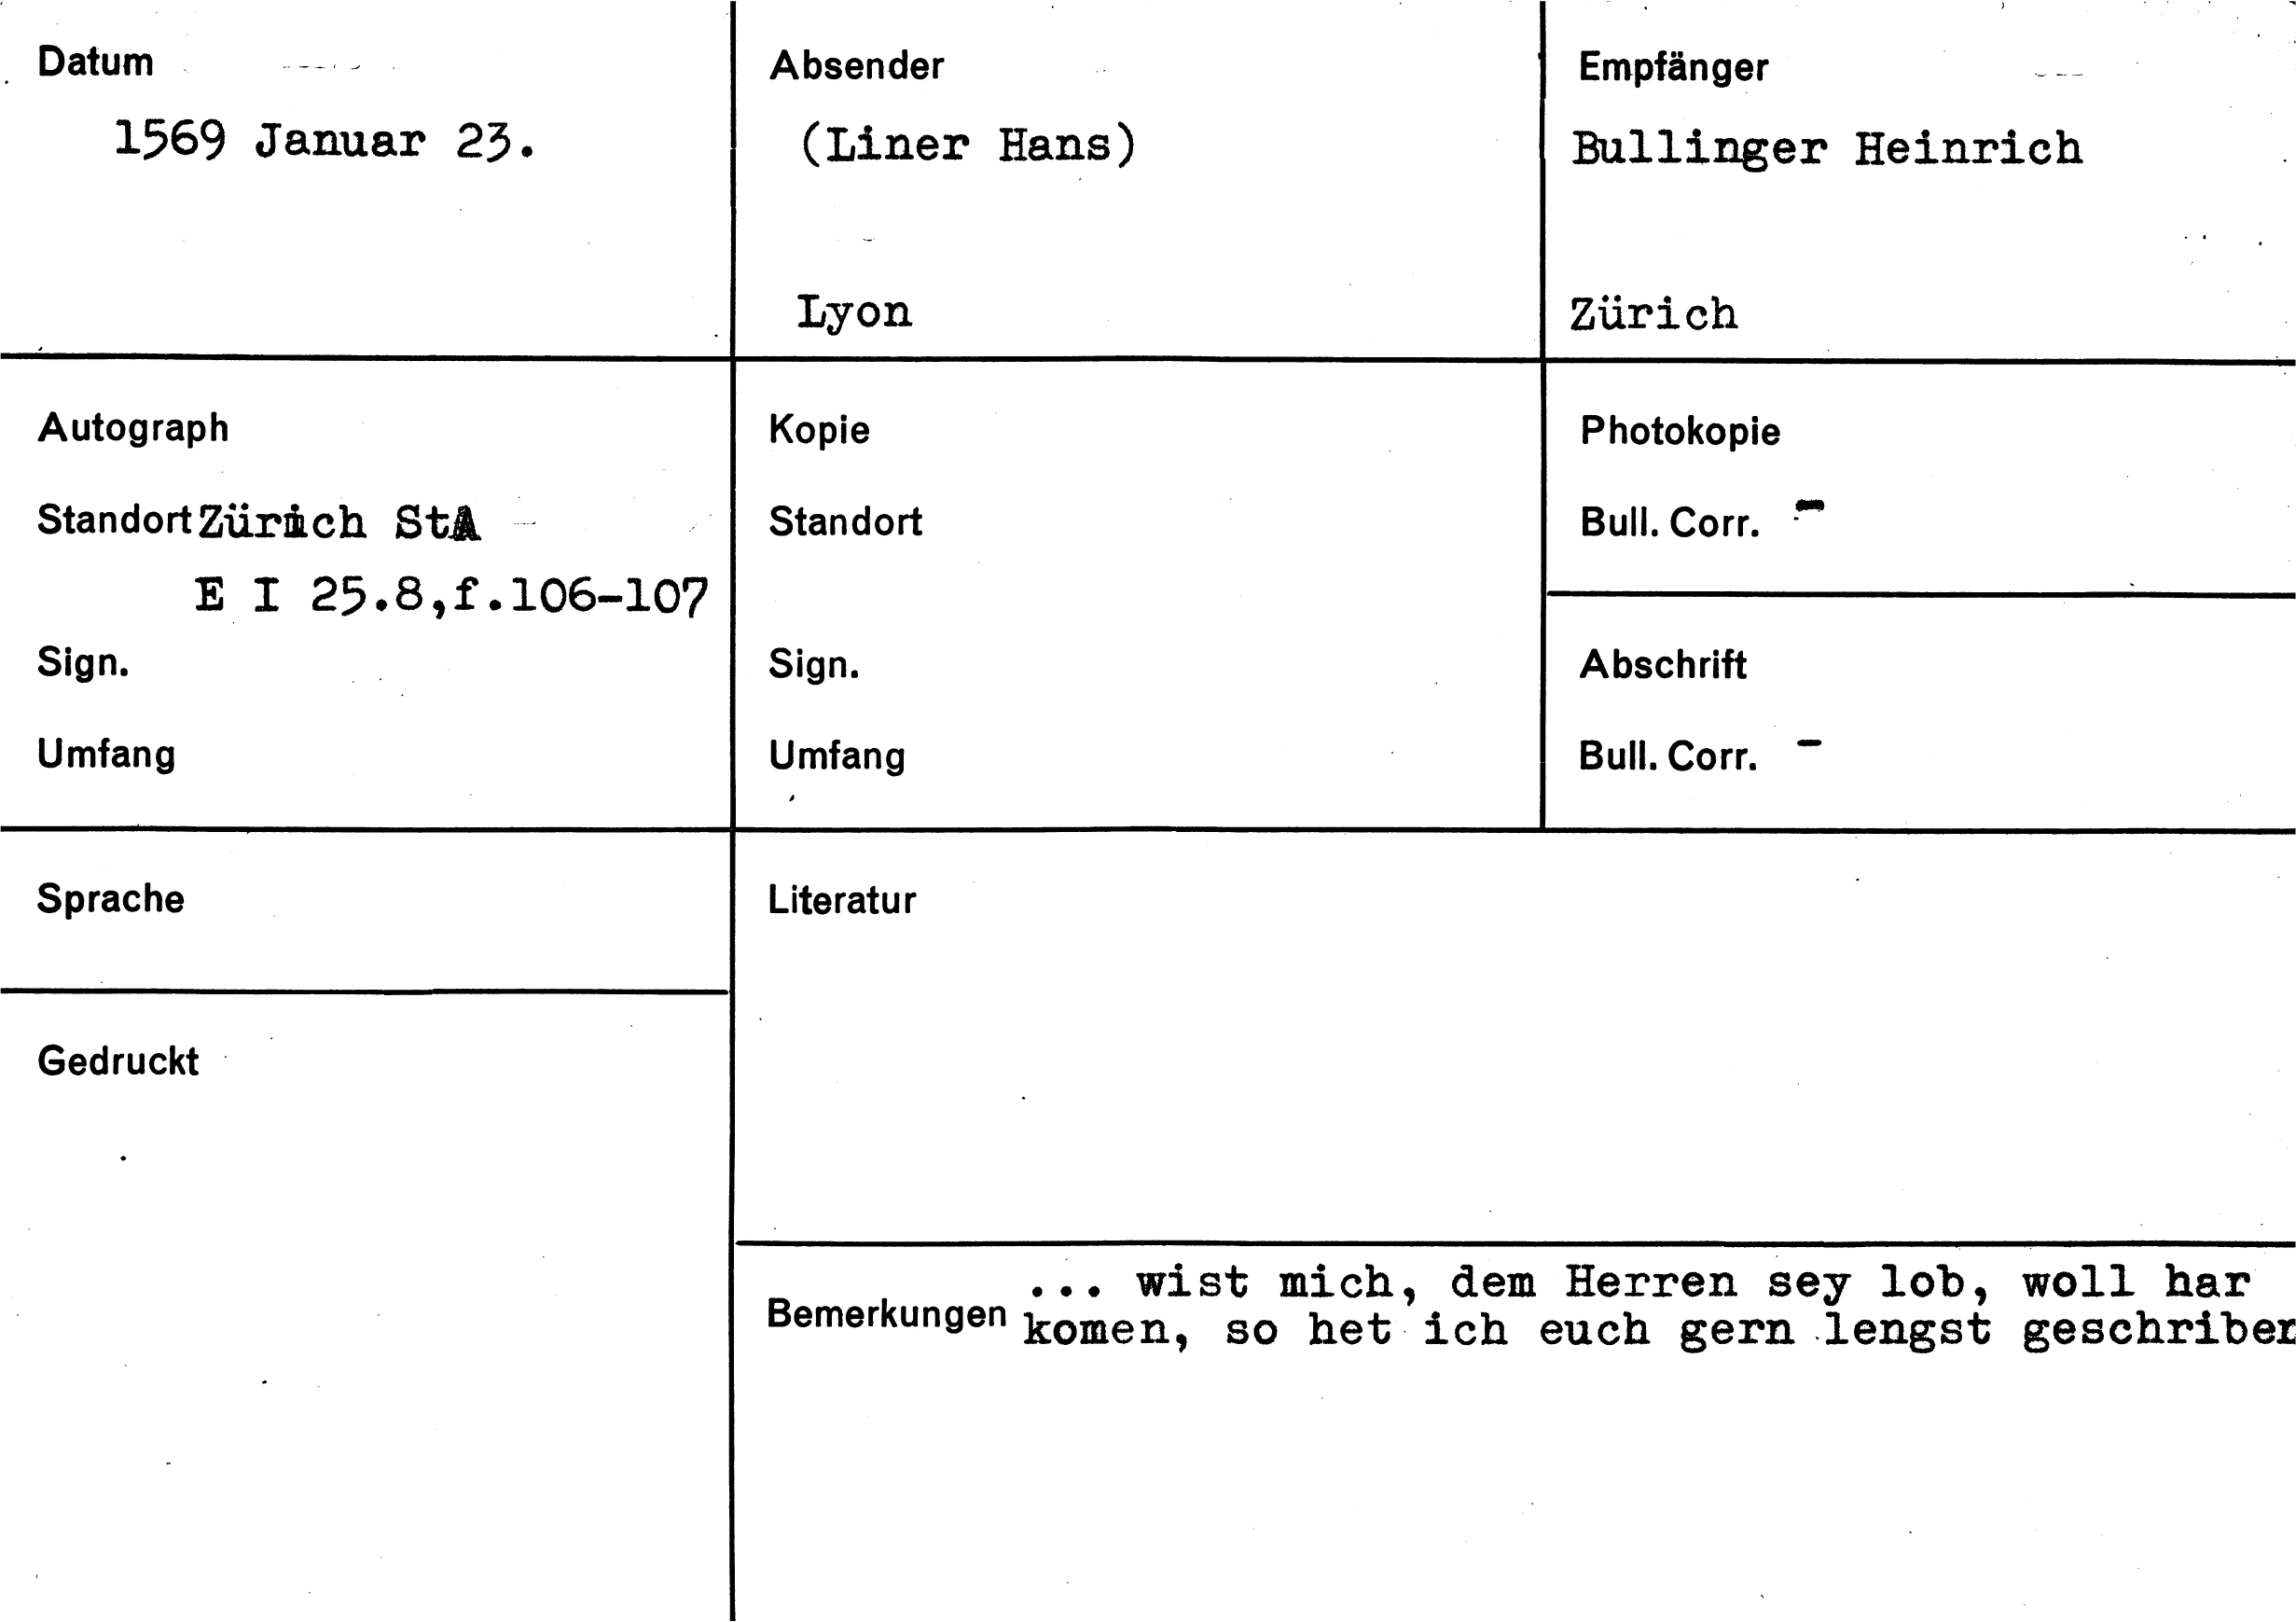 Datum
1569 Januar 23.
Absender
(Liner Hans)
Lyon
Empfänger
Bullinger Heinrich
Zürich
Autograph
Standort Zürich StA
E I 25.8,f.106-107
Sign.
Umfang
Kopie
Standort
Sign.
Umfang
Photokopie
Bull. Corr. -
Abschrift
Bull. Corr. -
Sprache
Gedruckt
Literatur
Bemerkungen
... wist mich, dem Herren sey lob, woll har
komen, so het ich euch gern lengst geschriben